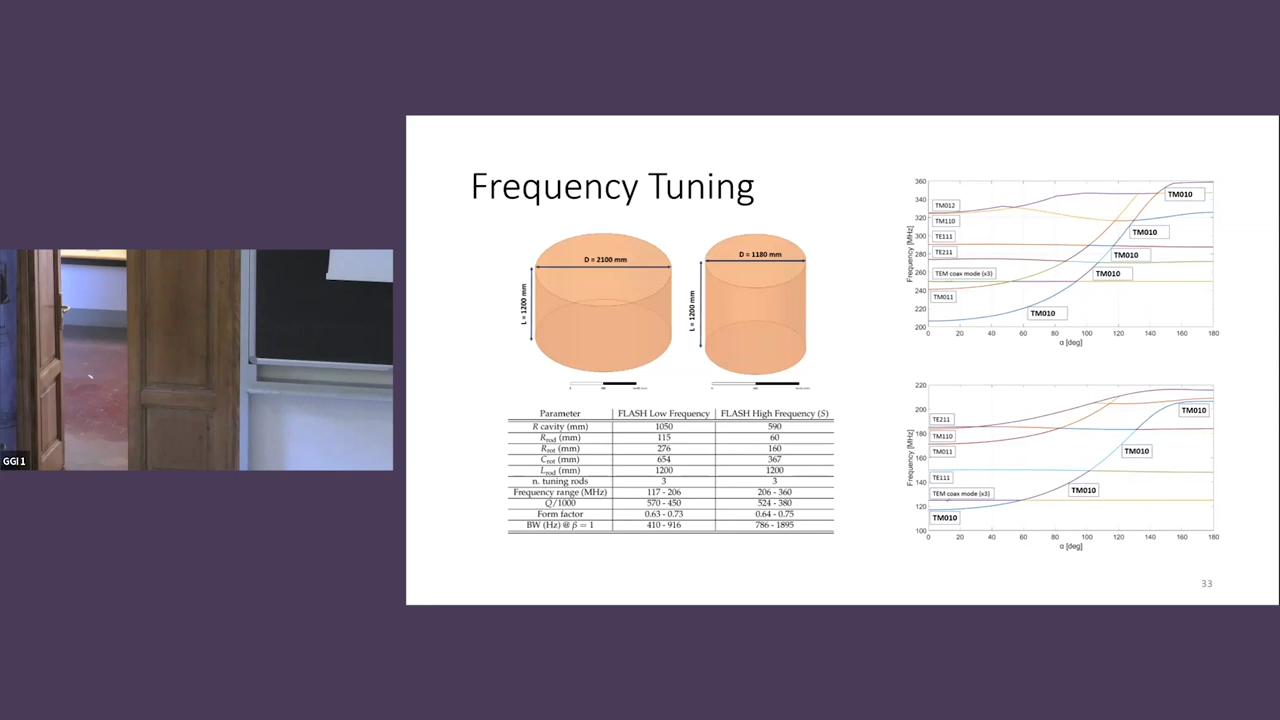 Frequency Tuning
D = 2100 mm
L = 1200 mm
D = 1180 mm
L = 1200 mm
Parameter FLASH Low Frequency FLASH High Frequency (S)
R cavity (mm) 1050 590
Rrod (mm) 115 60
Rrot (mm) 276 160
Crot (mm) 654 367
Lrod (mm) 1200 1200
n. tuning rods 3 3
Frequency range (MHz) 117 - 206 206 - 360
Q/1000 570 - 450 524 - 380
Form factor 0.63 - 0.73 0.64 - 0.75
BW (Hz) @ β = 1 410 - 916 786 - 1895
Frequency [MHz]
360
340
320
300
280
260
240
220
200
TM012
TM110
TE111
TE211
TEM coax mode (x3)
TM011
TM010
TM010
TM010
TM010
TM010
0 20 40 60 80 100 120 140 160 180
α [deg]
Frequency [MHz]
220
200
180
160
140
120
100
TE211
TM110
TM011
TE111
TEM coax mode (x3)
TM010
TM010
TM010
TM010
0 20 40 60 80 100 120 140 160 180
α [deg]
33
GGI 1